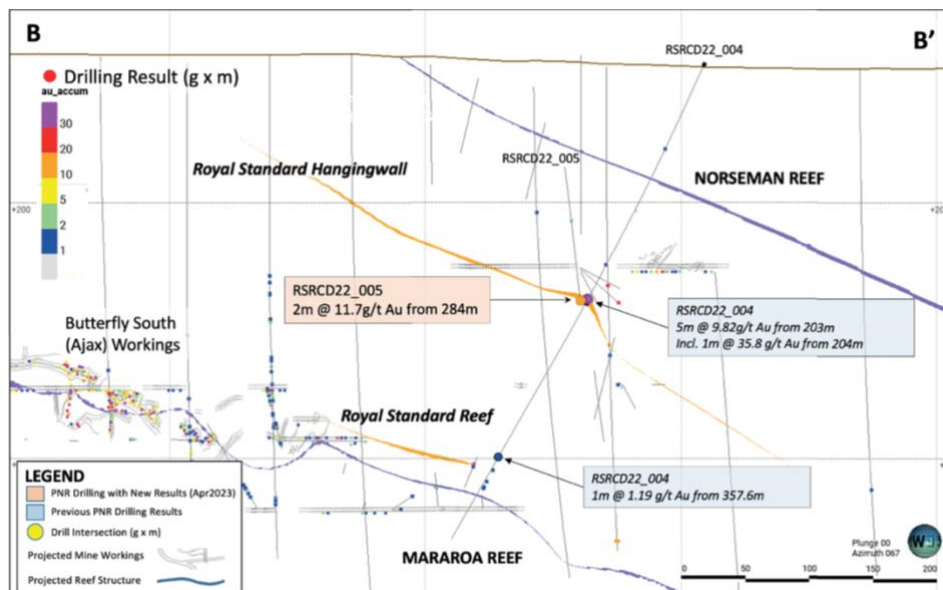 B
B'
RSRCD22_004
Drilling Result (g x m)
au_accum
30
20
10
5
2
1
Royal Standard Hangingwall
RSRCD22_005
NORSEMAN REEF
+200
+200
RSRCD22_005
2m @ 11.7g/t Au from 284m
RSRCD22_004
5m @ 9.82g/t Au from 203m
Incl. 1m @ 35.8 g/t Au from 204m
Butterfly South
(Ajax) Workings
Royal Standard Reef
RSRCD22_004
1m @ 1.19 g/t Au from 357.6m
LEGEND
PNR Drilling with New Results (Apr2023)
Previous PNR Drilling Results
Drill Intersection (g x m)
Projected Mine Workings
Projected Reef Structure
MARAROA REEF
Plunge 00
Azimuth 067
W
0 50 100 150 200